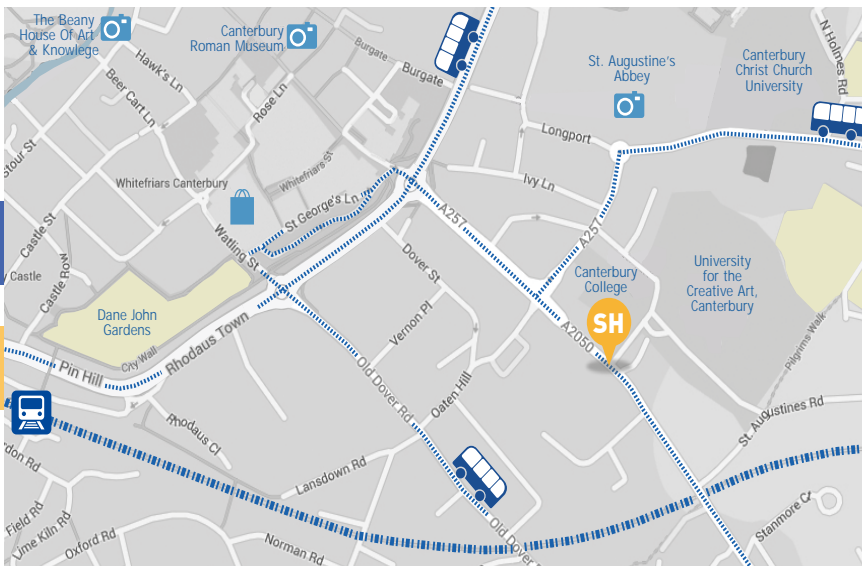 The Beany
House Of Art
& Knowlege
Canterbury
Roman Museum
Burgate
Burgate
St. Augustine's
Abbey
Canterbury
Christ Church
University
N Holmes Rd
Hawk's Ln
Beer Cart Ln
Rose Ln
Longport
Stour St
Whitefriars Canterbury
Whitefriars St
Ivy Ln
St George's Ln
A257
A257
Castle St
Watling St
Dover St
Canterbury
College
University
for the
Creative Art,
Canterbury
y Castle
Castle Row
Dane John
Gardens
Vernon Pl
SH
A2050
City Wall
Rhodaus Town
Pin Hill
Old Dover Rd
Oaten Hill
Pilgrims Walk
St. Augustines Rd
Rhodaus Cl
Lansdown Rd
rdon Rd
Field Rd
Lime Kiln Rd
Oxford Rd
Norman Rd
Old Dover
Stanmore Ct